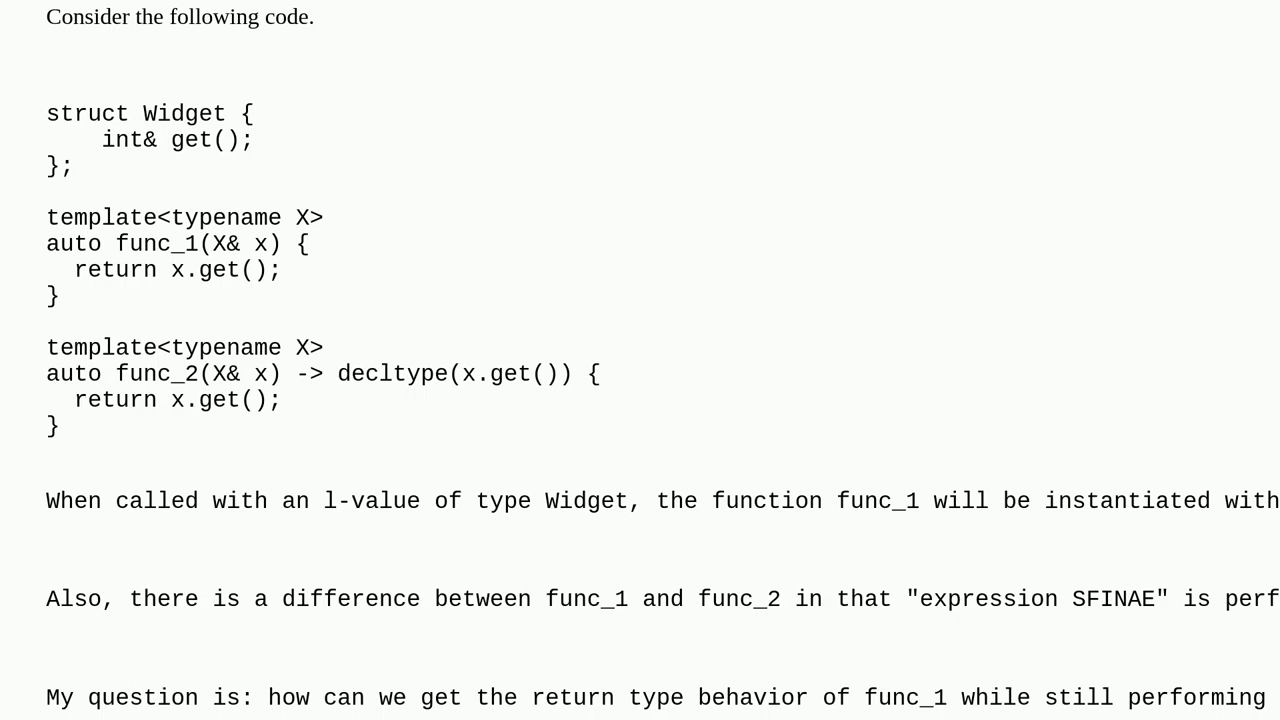 Consider the following code.
struct Widget {
    int& get();
};
template<typename X>
auto func_1(X& x) {
  return x.get();
}
template<typename X>
auto func_2(X& x) -> decltype(x.get()) {
  return x.get();
}
When called with an l-value of type Widget, the function func_1 will be instantiated with
Also, there is a difference between func_1 and func_2 in that "expression SFINAE" is perf
My question is: how can we get the return type behavior of func_1 while still performing